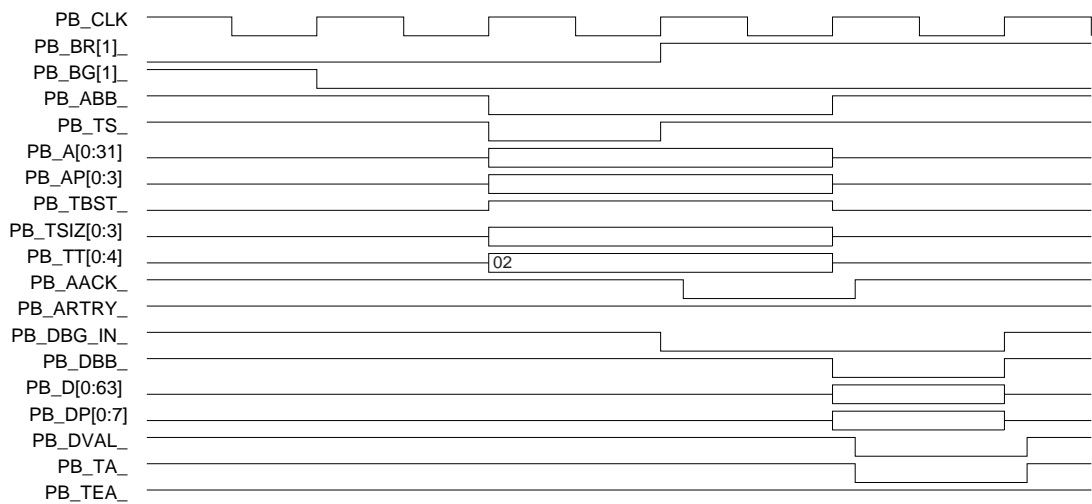 PB_CLK
PB_BR[1]_
PB_BG[1]_
PB_ABB_
PB_TS_
PB_A[0:31]
PB_AP[0:3]
PB_TBST_
PB_TSIZ[0:3]
PB_TT[0:4] 02
PB_AACK_
PB_ARTRY_
PB_DBG_IN_
PB_DBB_
PB_D[0:63]
PB_DP[0:7]
PB_DVAL_
PB_TA_
PB_TEA_